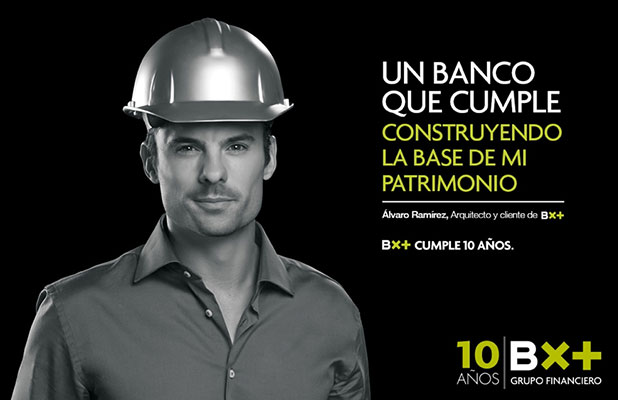 UN BANCO
QUE CUMPLE
CONSTRUYENDO
LA BASE DE MI
PATRIMONIO
Álvaro Ramírez, Arquitecto y cliente de BX+
BX+ CUMPLE 10 AÑOS.
10 BX+
AÑOS GRUPO FINANCIERO